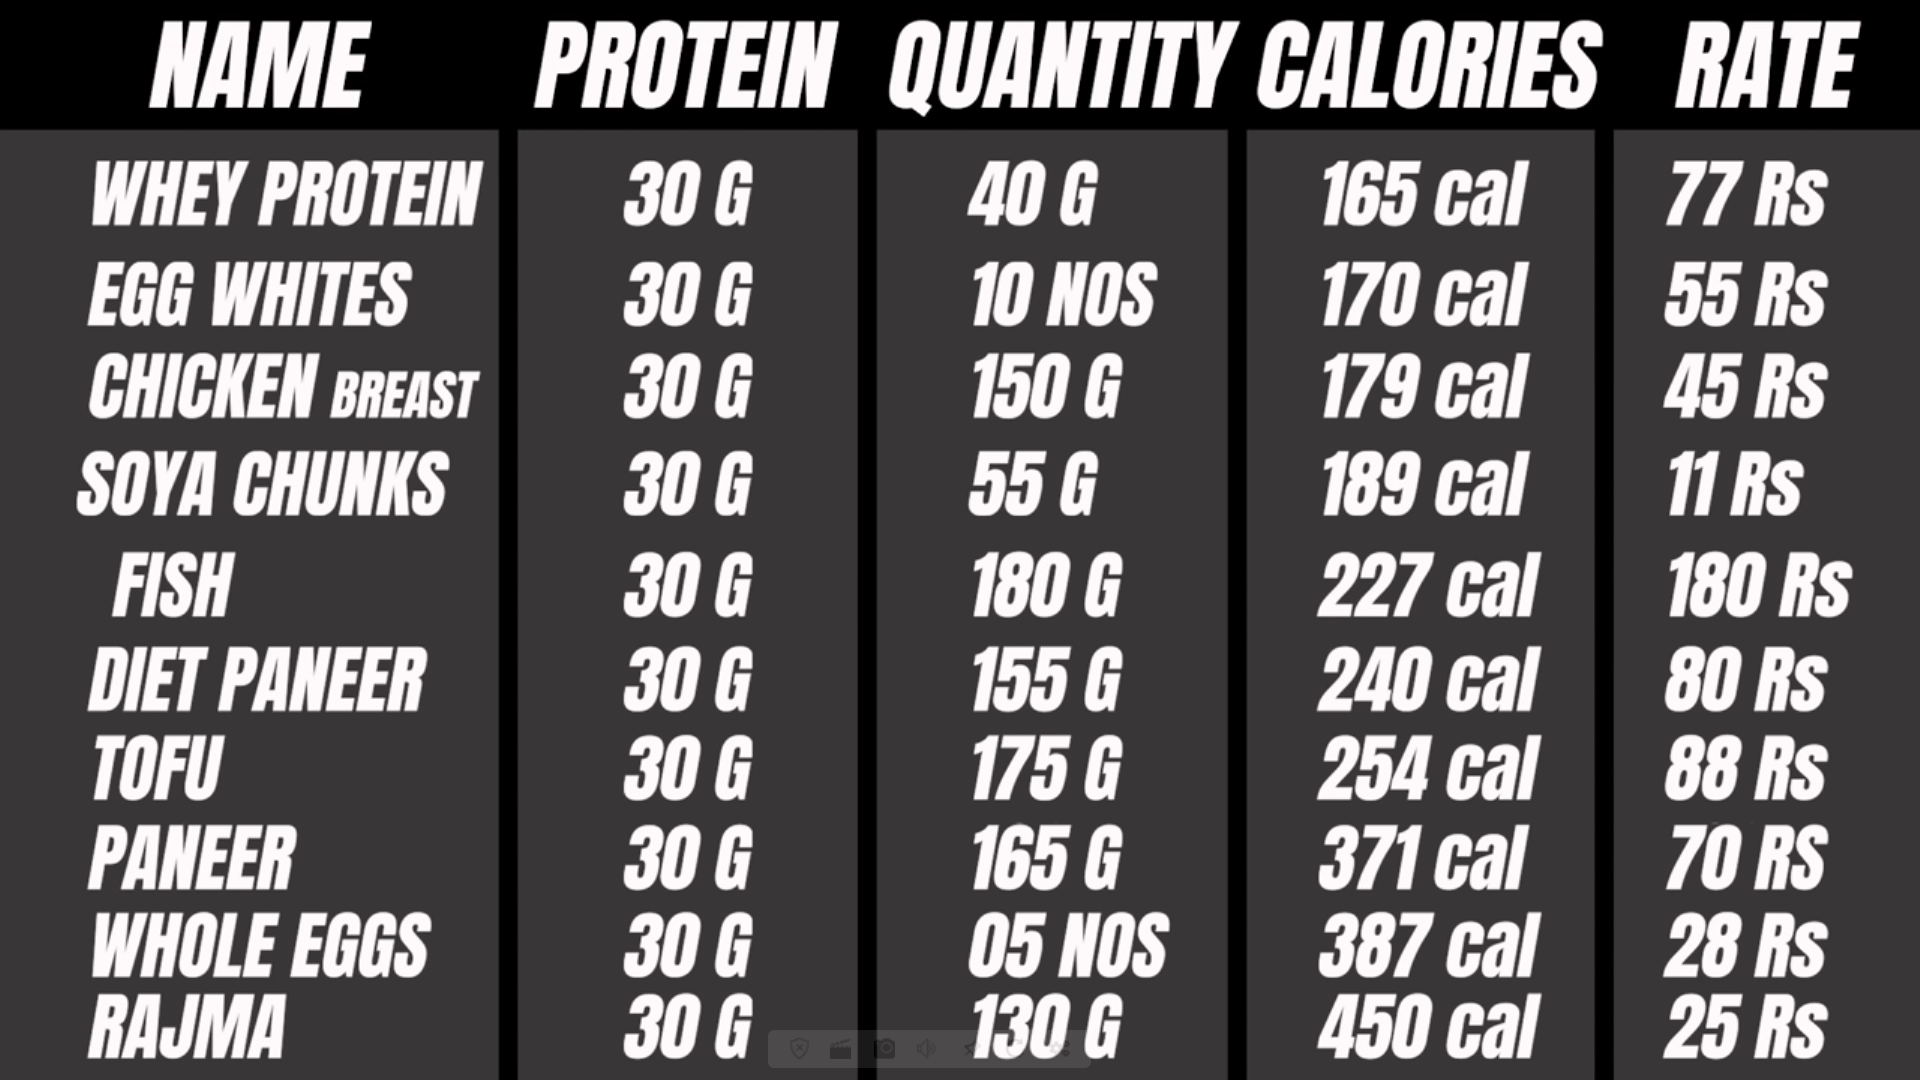 NAME PROTEIN QUANTITY CALORIES RATE
WHEY PROTEIN 30 G 40 G 165 cal 77 Rs
EGG WHITES 30 G 10 NOS 170 cal 55 Rs
CHICKEN BREAST 30 G 150 G 179 cal 45 Rs
SOYA CHUNKS 30 G 55 G 189 cal 11 Rs
FISH 30 G 180 G 227 cal 180 Rs
DIET PANEER 30 G 155 G 240 cal 80 Rs
TOFU 30 G 175 G 254 cal 88 Rs
PANEER 30 G 165 G 371 cal 70 RS
WHOLE EGGS 30 G 05 NOS 387 cal 28 Rs
RAJMA 30 G 130 G 450 cal 25 Rs